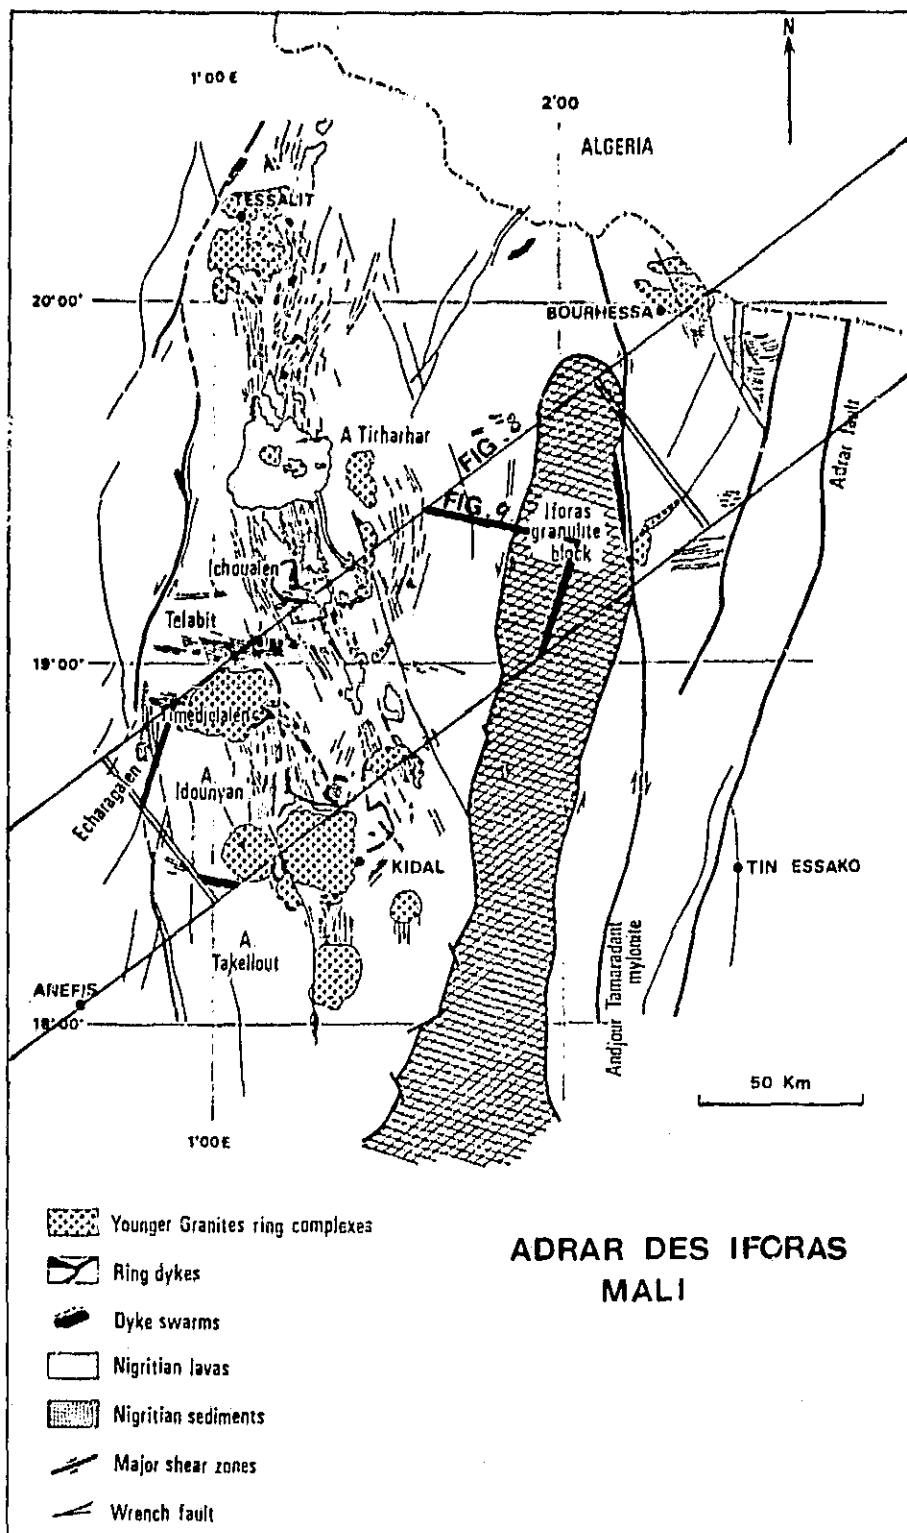 N
1°00 E
2°00
ALGERIA
A.
TESSALIT
20°00'
BOURHESSA
A Tirharhar
FIG. 8
FIG. 9
Adrar fault
Iforas
granulite
block
Ichoualen
Telabit
19°00'
Timedjelalen
Echaragalen
A.
Idounyan
KIDAL
TIN ESSAKO
A.
Takellout
Andjour Tamaradant
mylonite
ANEFIS
18°00'
50 Km
1°00 E
Younger Granites ring complexes
Ring dykes
Dyke swarms
Nigritian lavas
Nigritian sediments
Major shear zones
Wrench fault
ADRAR DES IFORAS
MALI